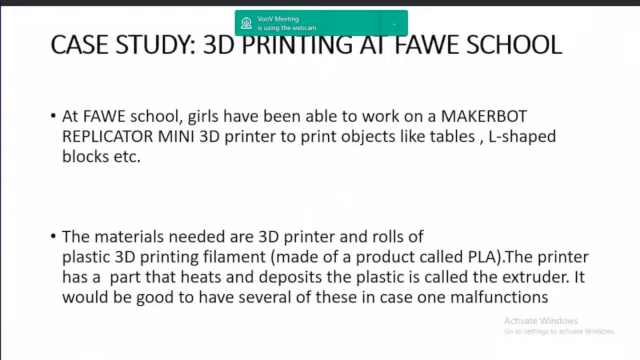 VooV Meeting
is using the webcam
CASE STUDY: 3D PRINTING AT FAWE SCHOOL
• At FAWE school, girls have been able to work on a MAKERBOT
REPLICATOR MINI 3D printer to print objects like tables , L-shaped
blocks etc.
• The materials needed are 3D printer and rolls of
plastic 3D printing filament (made of a product called PLA).The printer
has a part that heats and deposits the plastic is called the extruder. It
would be good to have several of these in case one malfunctions
Activate Windows
Go to Settings to activate Windows.